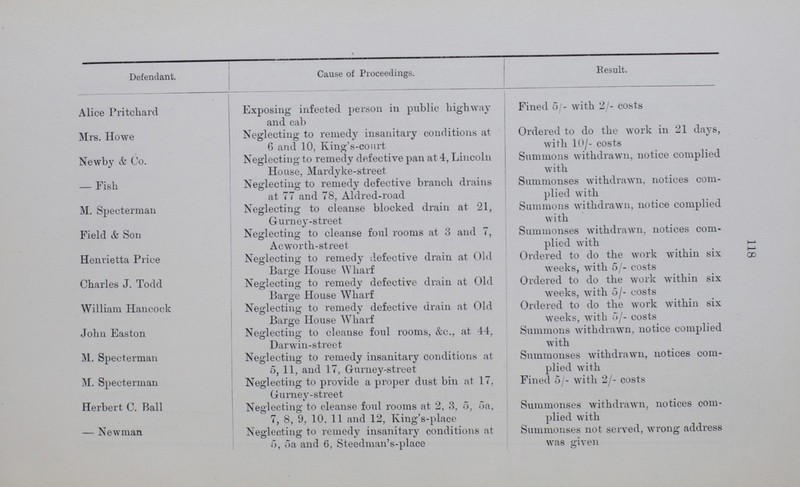 Defendant. Cause of Proceedings. Result.
Alice Pritchard Exposing infected person in public highway Fined 5/- with 2/- costs
and cab
Mrs. Howe Neglecting to remedy insanitary conditions at Ordered to do the work in 21 days,
6 and 10, King's-court with 10/- costs
Newby & Co. Neglecting to remedy defective pan at 4, Lincoln Summons withdrawn, notice complied
House, Mardyke-street with
— Fish Neglecting to remedy defective branch drains Summonses withdrawn, notices com-
at 77 and 78, Aldred-road plied with
M. Specterman Neglecting to cleanse blocked drain at 21, Summons withdrawn, notice complied
Gurney-street with
Field & Son Neglecting to cleanse foul rooms at 3 and 7, Summonses withdrawn, notices com-
Acworth-street plied with
Henrietta Price Neglecting to remedy defective drain at Old Ordered to do the work within six
Barge House Wharf weeks, with 5/- costs
Charles J. Todd Neglecting to remedy defective drain at Old Ordered to do the work within six
Barge House Wharf weeks, with 5/- costs
William Hancock Neglecting to remedy defective drain at Old Ordered to do the work within six
Barge House Wharf weeks, with 5/- costs
John Easton Neglecting to cleanse foul rooms, &c., at 44, Summons withdrawn, notice complied
Darwin-street with
M. Specterman Neglecting to remedy insanitary conditions at Summonses withdrawn, notices com-
5, 11, and 17, Gurney-street plied with
M. Specterman Neglecting to provide a proper dust bin at 17, Fined 5/- with 2/- costs
Gurney-street
Herbert C. Ball Neglecting to cleanse foul rooms at 2, 3, 5, 5a, Summonses withdrawn, notices com-
7, 8, 9, 10, 11 and 12, King's-place plied with
— Newman Neglecting to remedy insanitary conditions at Summonses not served, wrong address
5, 5a and 6, Steedman's-place was given
118